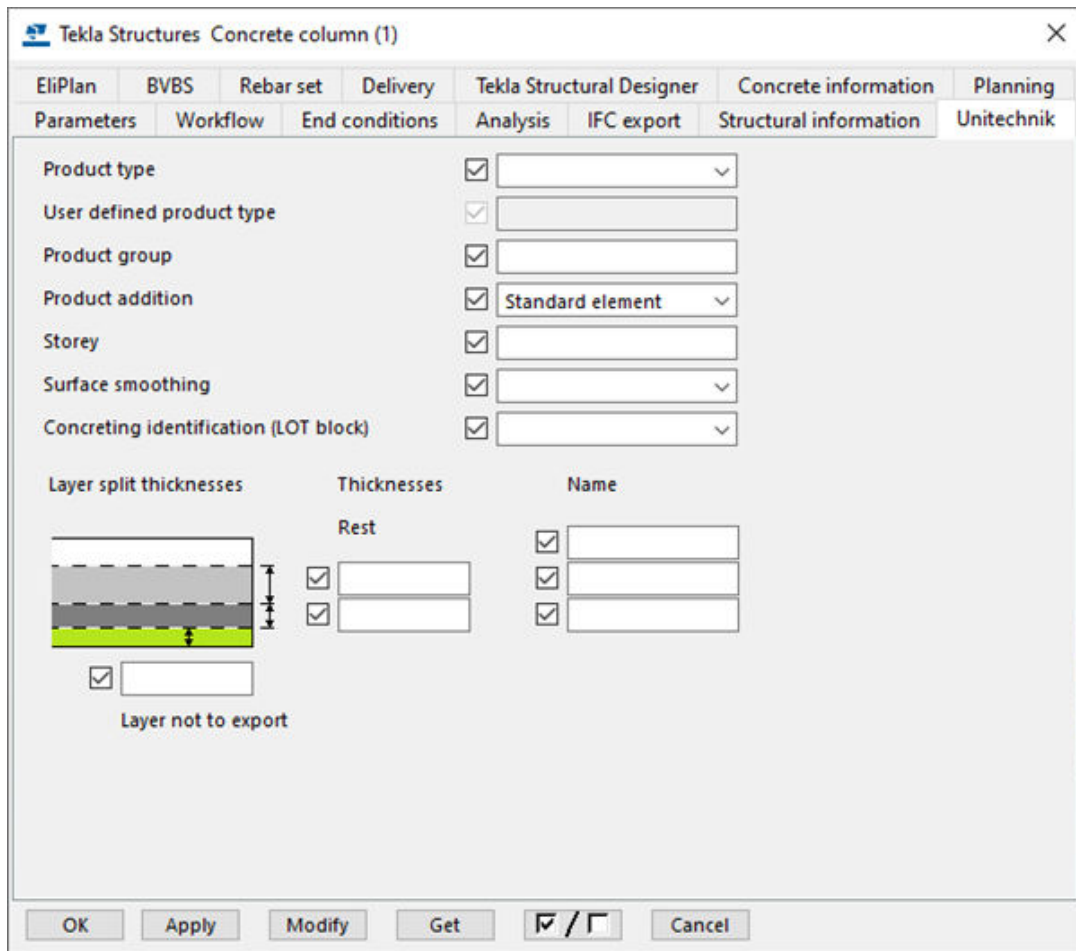 Tekla Structures Concrete column (1)
EliPlan BVBS Rebar set Delivery Tekla Structural Designer Concrete information Planning
Parameters Workflow End conditions Analysis IFC export Structural information Unitechnik
Product type
User defined product type
Product group
Product addition Standard element
Storey
Surface smoothing
Concreting identification (LOT block)
Layer split thicknesses Thicknesses Name
Rest
Layer not to export
OK Apply Modify Get / Cancel